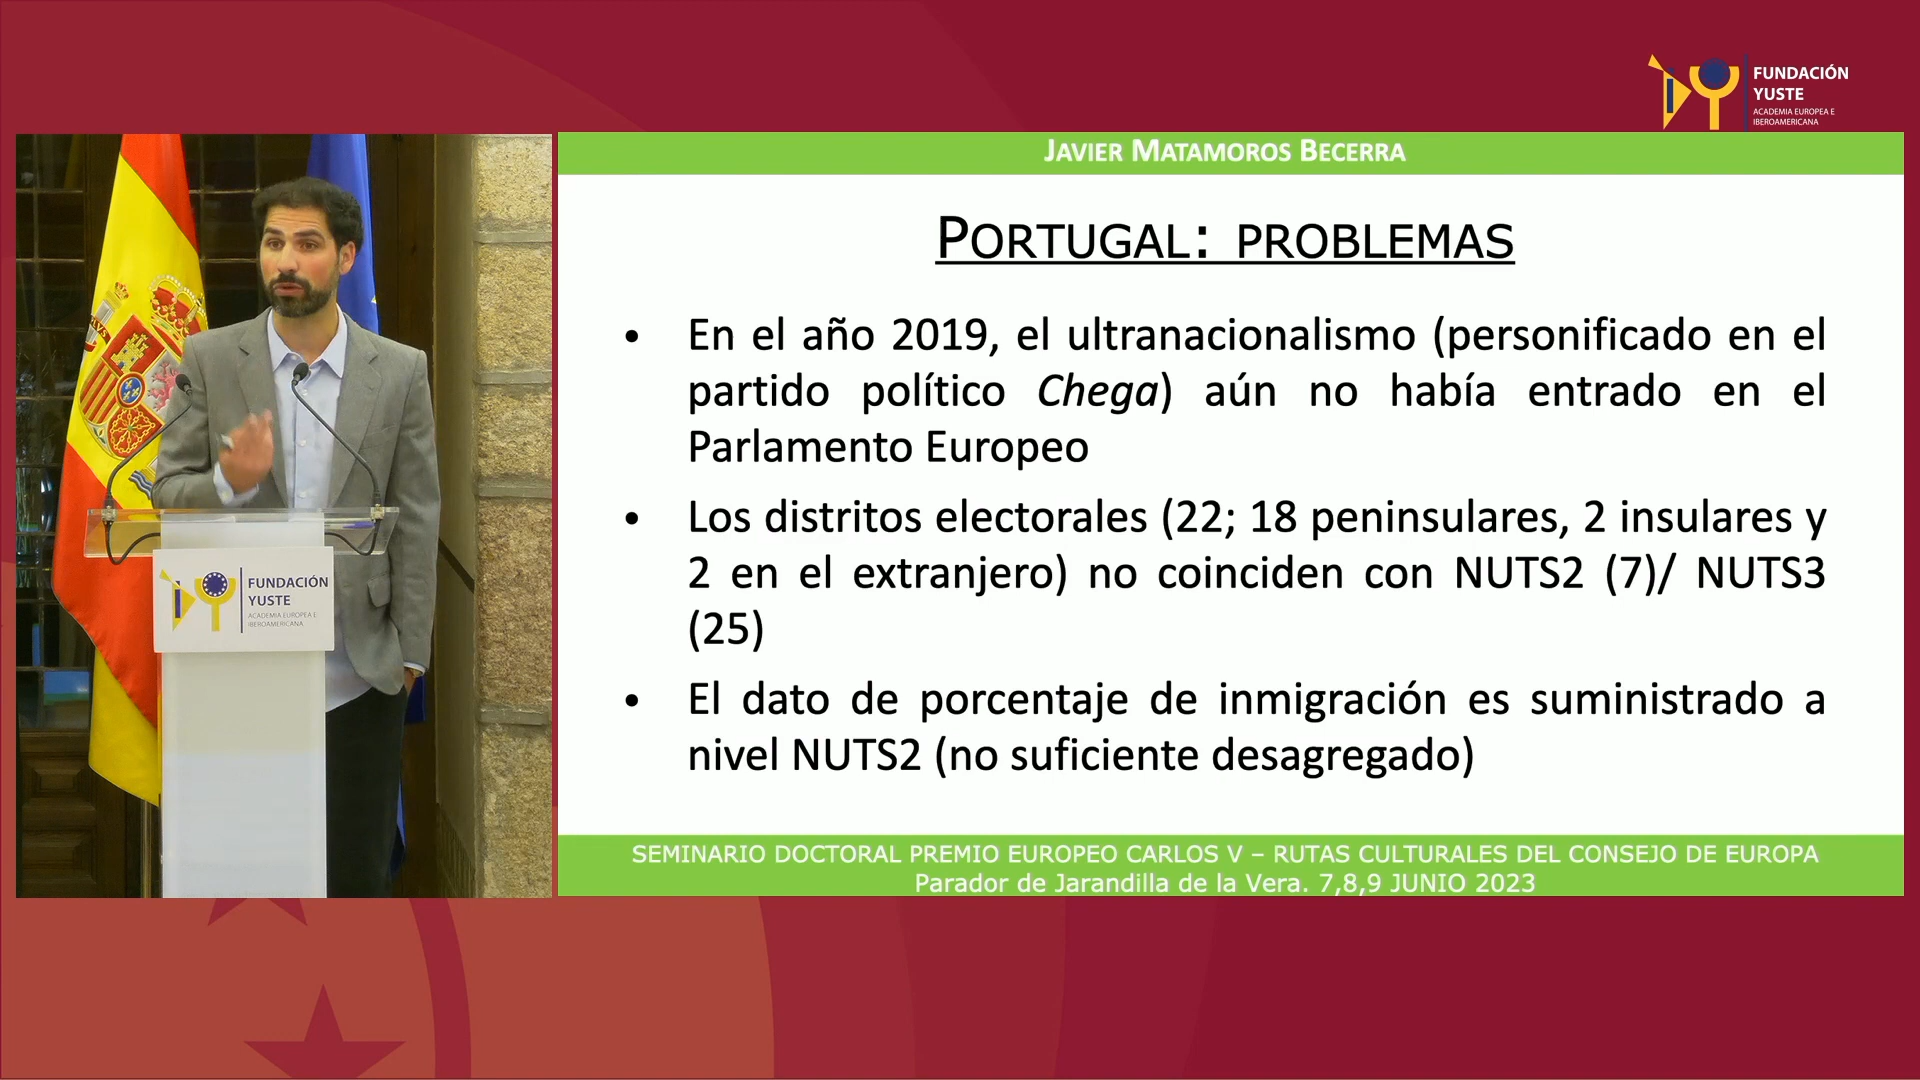 FUNDACIÓN
YUSTE
ACADEMIA EUROPEA E
IBEROAMERICANA
JAVIER MATAMOROS BECERRA
PORTUGAL: PROBLEMAS
• En el año 2019, el ultranacionalismo (personificado en el
partido político Chega) aún no había entrado en el
Parlamento Europeo
• Los distritos electorales (22; 18 peninsulares, 2 insulares y
2 en el extranjero) no coinciden con NUTS2 (7)/ NUTS3
(25)
• El dato de porcentaje de inmigración es suministrado a
nivel NUTS2 (no suficiente desagregado)
SEMINARIO DOCTORAL PREMIO EUROPEO CARLOS V – RUTAS CULTURALES DEL CONSEJO DE EUROPA
Parador de Jarandilla de la Vera. 7,8,9 JUNIO 2023
FUNDACIÓN
YUSTE
ACADEMIA EUROPEA E
IBEROAMERICANA